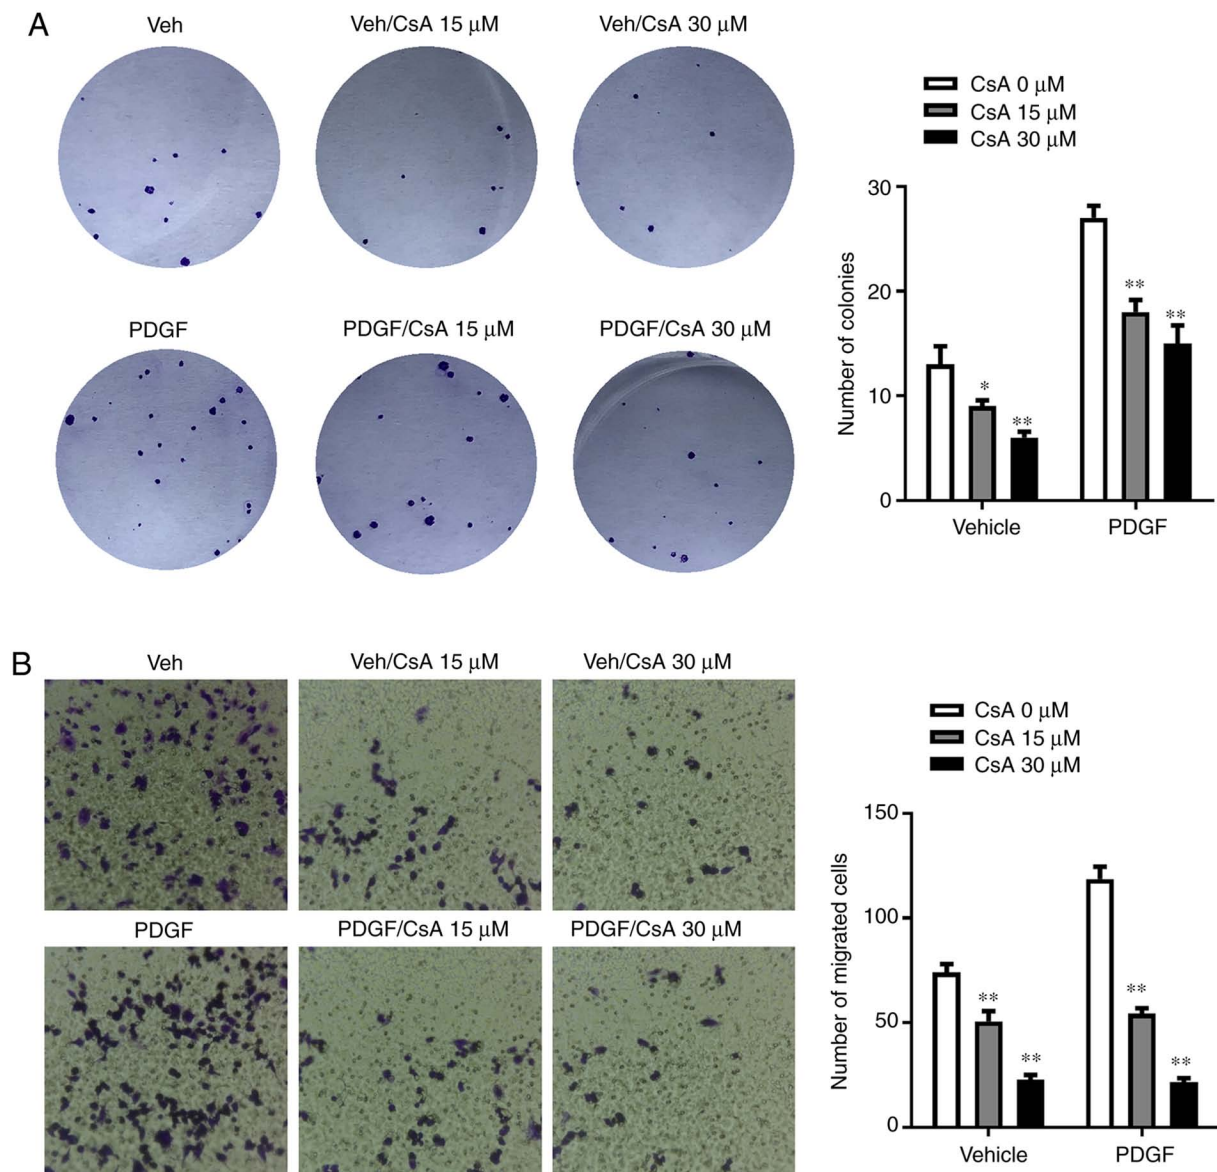 A
Veh
Veh/CsA 15 μM
Veh/CsA 30 μM
PDGF
PDGF/CsA 15 μM
PDGF/CsA 30 μM
CsA 0 μM
CsA 15 μM
CsA 30 μM
Number of colonies
30
20
10
0
*
**
**
**
Vehicle
PDGF
B
Veh
Veh/CsA 15 μM
Veh/CsA 30 μM
PDGF
PDGF/CsA 15 μM
PDGF/CsA 30 μM
CsA 0 μM
CsA 15 μM
CsA 30 μM
Number of migrated cells
150
100
50
0
**
**
**
**
Vehicle
PDGF